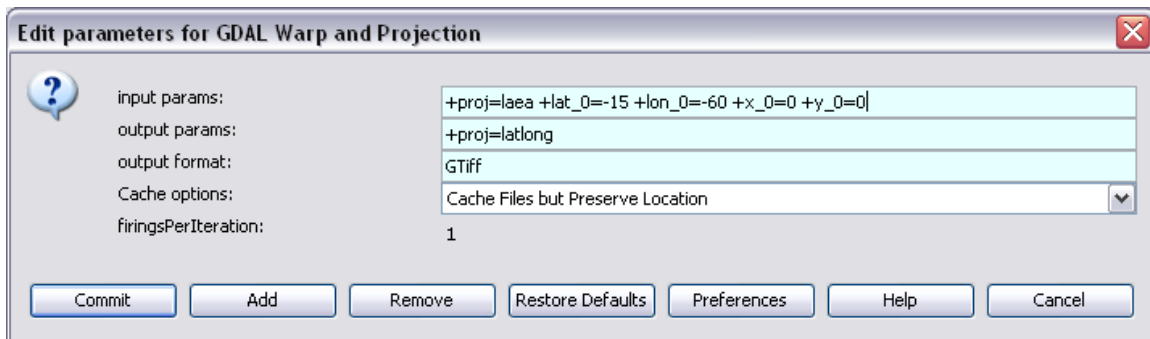 Edit parameters for GDAL Warp and Projection
input params: +proj=laea +lat_0=-15 +lon_0=-60 +x_0=0 +y_0=0
output params: +proj=latlong
output format: GTiff
Cache options: Cache Files but Preserve Location
firingsPerIteration: 1
Commit Add Remove Restore Defaults Preferences Help Cancel